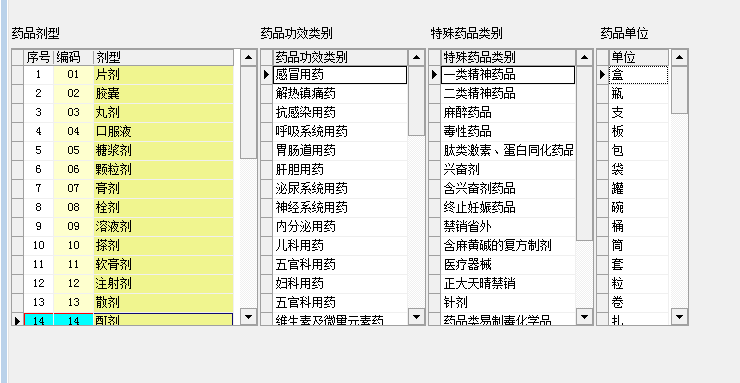 药品剂型 药品功效类别 特殊药品类别 药品单位
序号 编码 剂型 药品功效类别 特殊药品类别 单位
1 01 片剂 感冒用药 一类精神药品 盒
2 02 胶囊 解热镇痛药 二类精神药品 瓶
3 03 丸剂 抗感染用药 麻醉药品 支
4 04 口服液 呼吸系统用药 毒性药品 板
5 05 糖浆剂 胃肠道用药 肽类激素、蛋白同化药品 包
6 06 颗粒剂 肝胆用药 兴奋剂 袋
7 07 膏剂 泌尿系统用药 含兴奋剂药品 罐
8 08 栓剂 神经系统用药 终止妊娠药品 碗
9 09 溶液剂 内分泌用药 禁销省外 桶
10 10 搽剂 儿科用药 含麻黄碱的复方制剂 筒
11 11 软膏剂 五官科用药 医疗器械 套
12 12 注射剂 妇科用药 正大天晴禁销 粒
13 13 散剂 五官科用药 针剂 卷
14 14 酊剂 维生素及微量元素药 药品类易制毒化学品 扎